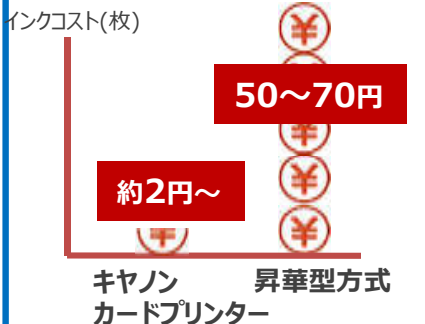 インクコスト(枚)
¥
50～70円
¥
¥
約2円～
¥
¥
キヤノン
カードプリンター
昇華型方式